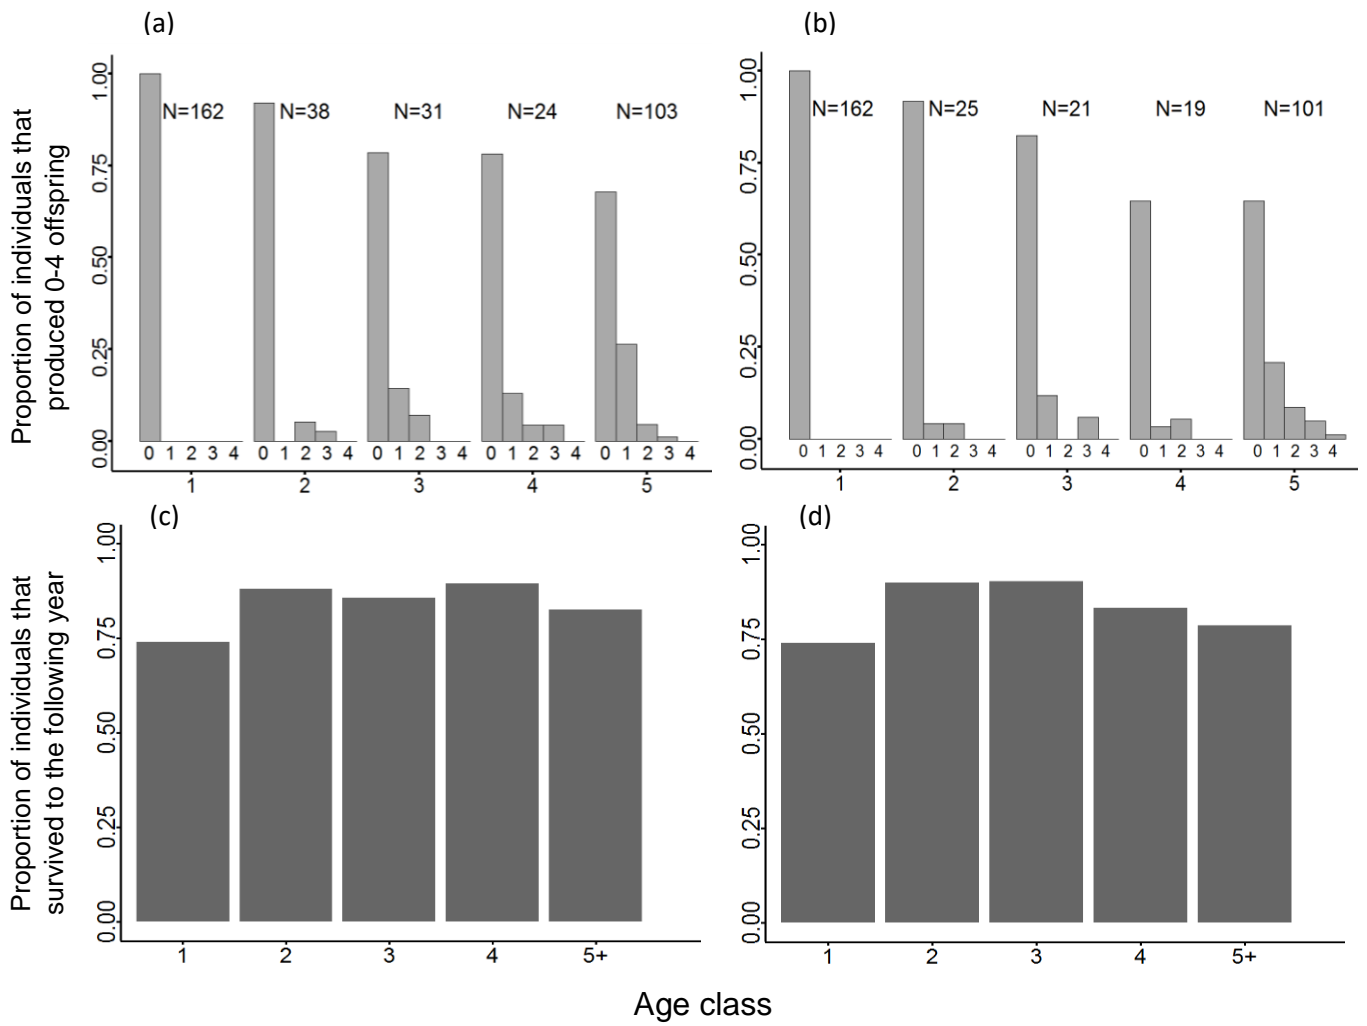 (a)
(b)
Proportion of individuals that
produced 0-4 offspring
1.00
0.75
0.50
0.25
0.00
N=162
N=38
N=31
N=24
N=103
0 1 2 3 4
0 1 2 3 4
0 1 2 3 4
0 1 2 3 4
0 1 2 3 4
1 2 3 4 5
1.00
0.75
0.50
0.25
0.00
N=162
N=25
N=21
N=19
N=101
0 1 2 3 4
0 1 2 3 4
0 1 2 3 4
0 1 2 3 4
0 1 2 3 4
1 2 3 4 5
(c)
(d)
Proportion of individuals that
survived to the following year
1.00
0.75
0.50
0.25
0.00
1 2 3 4 5+
1.00
0.75
0.50
0.25
0.00
1 2 3 4 5+
Age class